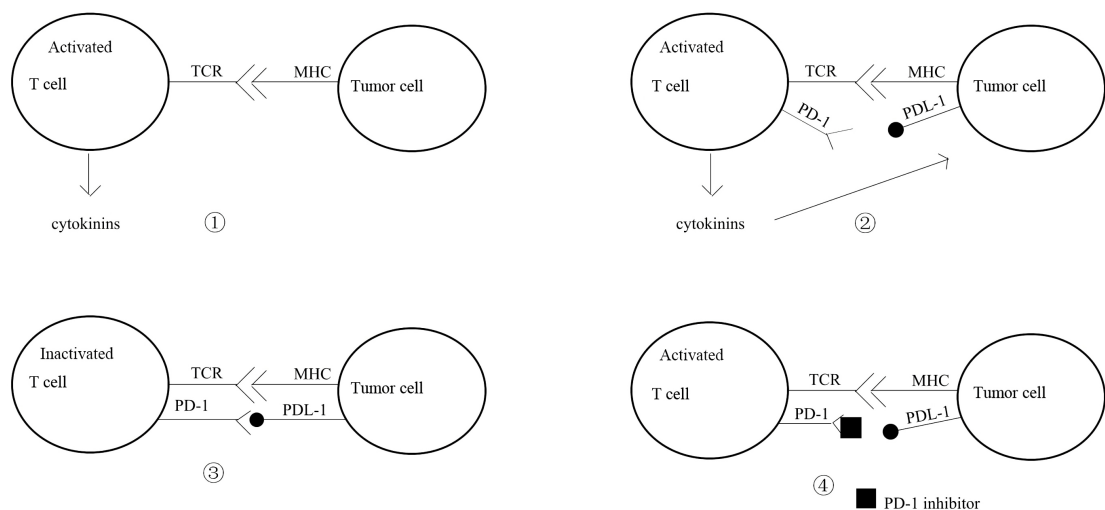 Activated
T cell
TCR
MHC
Tumor cell
cytokinins
①
Activated
T cell
TCR
MHC
Tumor cell
PD-1
PDL-1
cytokinins
②
Inactivated
T cell
TCR
MHC
Tumor cell
PD-1
PDL-1
③
Activated
T cell
TCR
MHC
Tumor cell
PD-1
PDL-1
④
PD-1 inhibitor